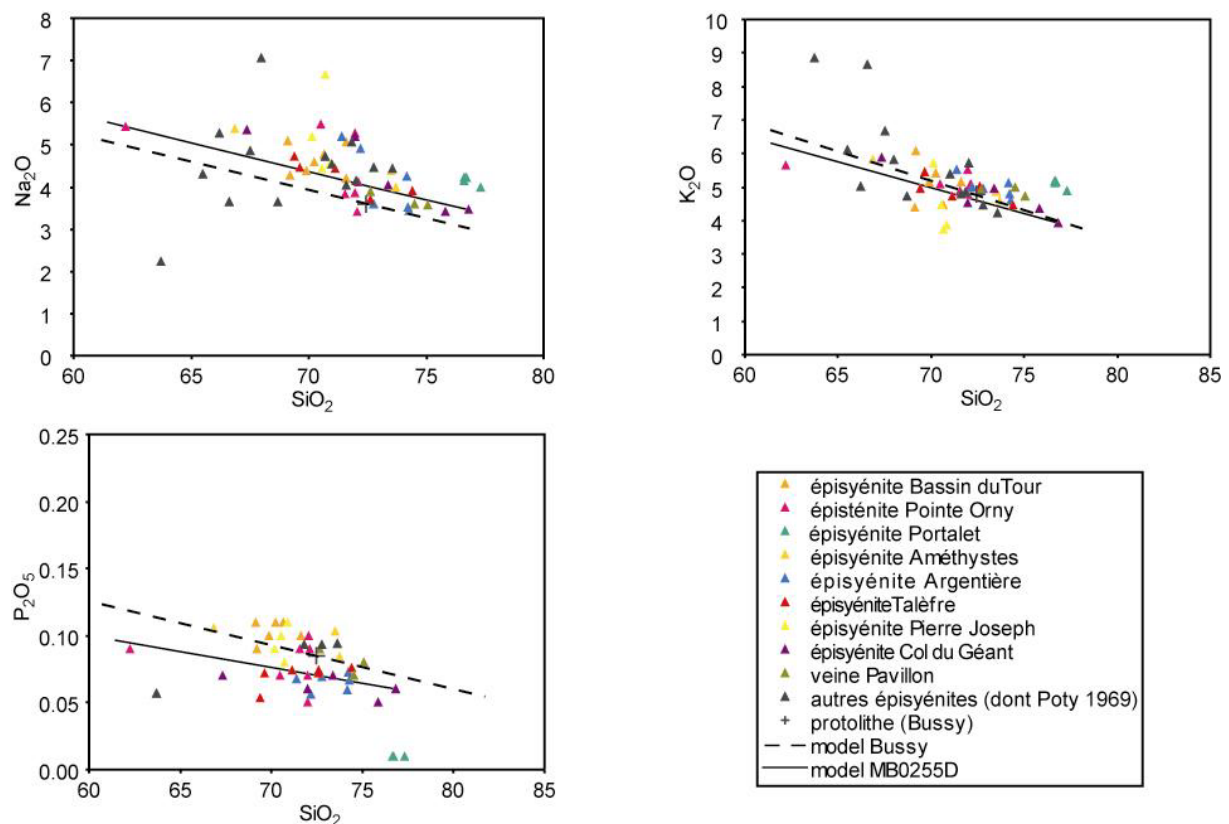 8
7
6
5
4
3
2
1
0
Na₂O
60 65 70 75 80
SiO₂
10
9
8
7
6
5
4
3
2
1
0
K₂O
60 65 70 75 80 85
SiO₂
0.25
0.20
0.15
0.10
0.05
0.00
P₂O₅
60 65 70 75 80 85
SiO₂
épisyénite Bassin duTour
épisténite Pointe Orny
épisyénite Portalet
épisyénite Améthystes
épisyénite Argentière
épisyéniteTalèfre
épisyénite Pierre Joseph
épisyénite Col du Géant
veine Pavillon
autres épisyénites (dont Poty 1969)
protolithe (Bussy)
model Bussy
model MB0255D